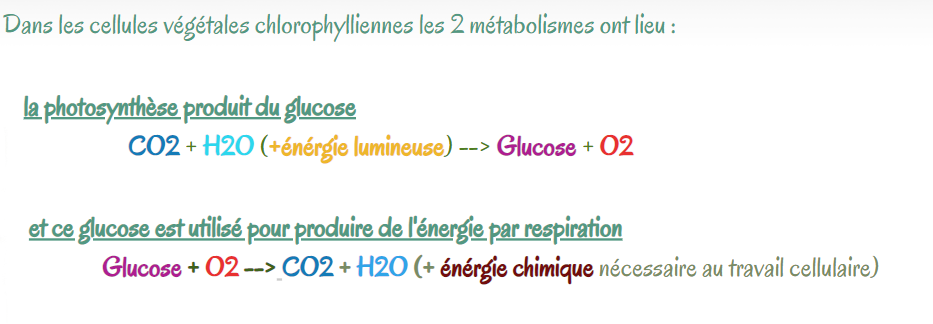 Dans les cellules végétales chlorophylliennes les 2 métabolismes ont lieu :
la photosynthèse produit du glucose
CO2 + H2O (+énérgie lumineuse) --> Glucose + O2
et ce glucose est utilisé pour produire de l'énergie par respiration
Glucose + O2 --> CO2 + H2O (+ énérgie chimique nécessaire au travail cellulaire)